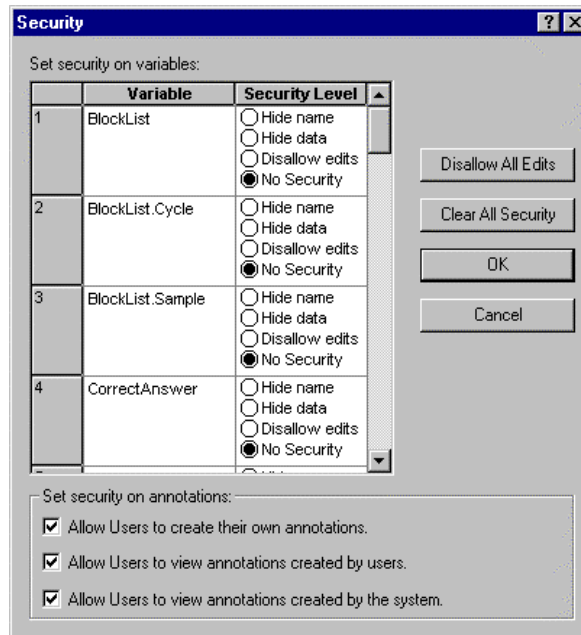 Security
Set security on variables:
Variable Security Level
1 BlockList Hide name
Hide data
Disallow edits
No Security
2 BlockList.Cycle Hide name
Hide data
Disallow edits
No Security
3 BlockList.Sample Hide name
Hide data
Disallow edits
No Security
4 CorrectAnswer Hide name
Hide data
Disallow edits
No Security
Disallow All Edits
Clear All Security
OK
Cancel
Set security on annotations:
Allow Users to create their own annotations.
Allow Users to view annotations created by users.
Allow Users to view annotations created by the system.